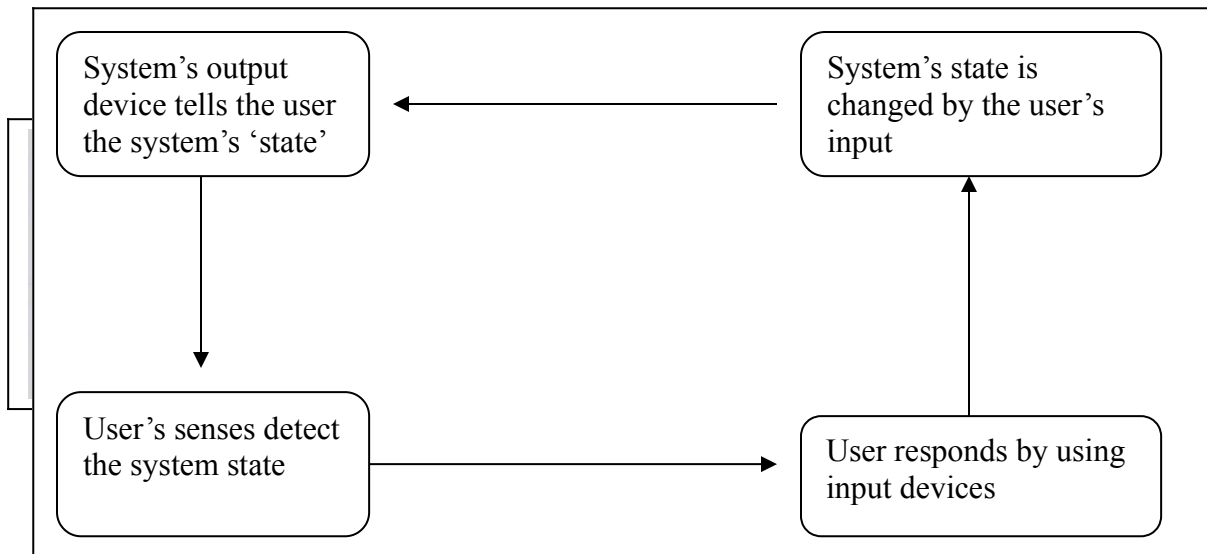 System’s output
device tells the user
the system’s ‘state’
System’s state is
changed by the user’s
input
User’s senses detect
the system state
User responds by using
input devices